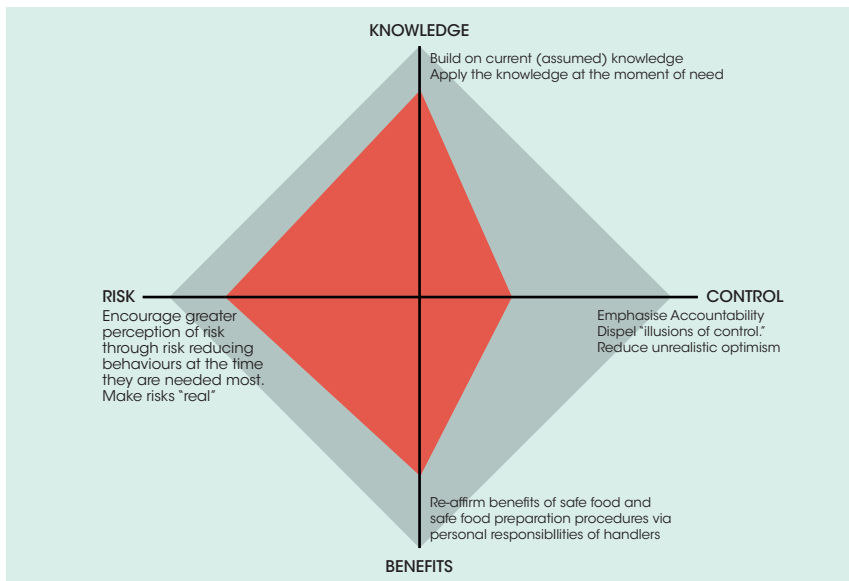 KNOWLEDGE
Build on current (assumed) knowledge
Apply the knowledge at the moment of need
RISK
Encourage greater
perception of risk
through risk reducing
behaviours at the time
they are needed most.
Make risks "real"
CONTROL
Emphasise Accountability
Dispel "illusions of control."
Reduce unrealistic optimism
Re-affirm benefits of safe food and
safe food preparation procedures via
personal responsibilities of handlers
BENEFITS